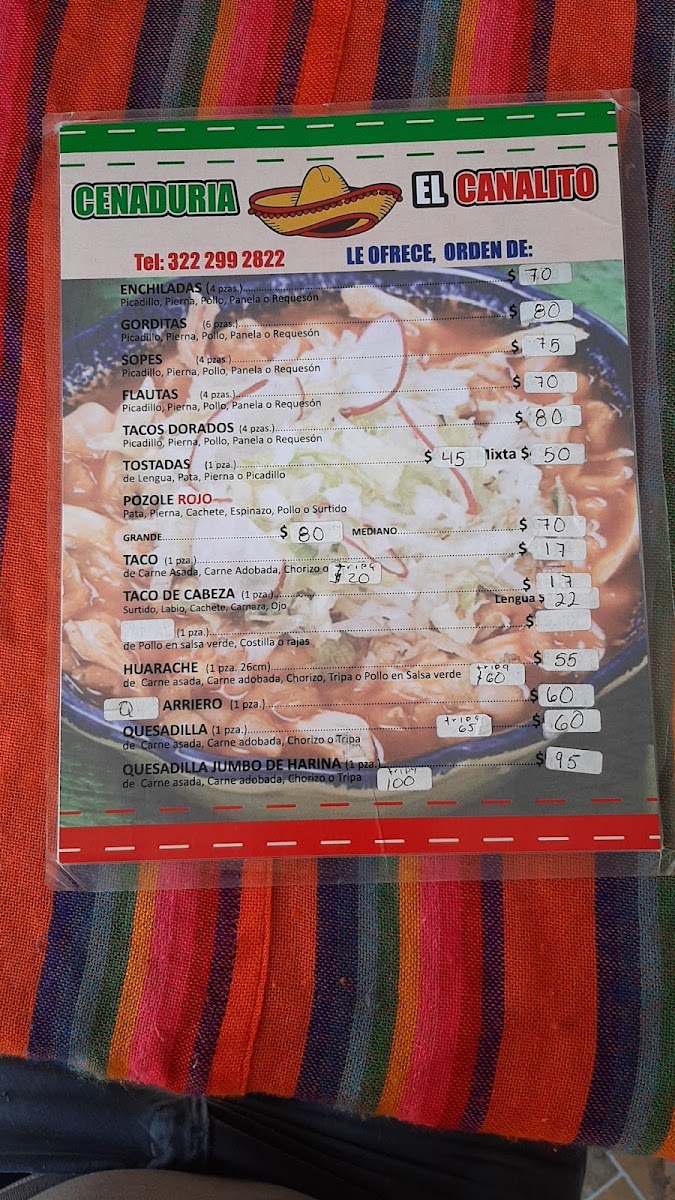 CENADURIA EL CANALITO
Tel: 322 299 2822 LE OFRECE, ORDEN DE:
ENCHILADAS (4 pzas.) $ 70
Picadillo, Pierna, Pollo, Panela o Requesón
GORDITAS (6 pzas.) $ 80
Picadillo, Pierna, Pollo, Panela o Requesón
SOPES (4 pzas.) $ 75
Picadillo, Pierna, Pollo, Panela o Requesón
FLAUTAS (4 pzas.) $ 70
Picadillo, Pierna, Pollo, Panela o Requesón
TACOS DORADOS (4 pzas.) $ 80
Picadillo, Pierna, Pollo, Panela o Requesón
TOSTADAS (1 pza.) $ 45 Mixta $ 50
de Lengua, Pata, Pierna o Picadillo
POZOLE ROJO
Pata, Pierna, Cachete, Espinazo, Pollo o Surtido
GRANDE $ 80 MEDIANO $ 70
TACO (1 pza.) $ 17
de Carne Asada, Carne Adobada, Chorizo o tripa $ 20
TACO DE CABEZA (1 pza.) $ 17
Surtido, Labio, Cachete, Carnaza, Ojo Lengua $ 22
(1 pza.) $
de Pollo en salsa verde, Costilla o rajas
HUARACHE (1 pza. 26cm) $ 55
de Carne asada, Carne adobada, Chorizo, Tripa o Pollo en Salsa verde tripa 60
Q ARRIERO (1 pza.) $ 60
QUESADILLA (1 pza.) tripa 65 $ 60
de Carne asada, Carne adobada, Chorizo o Tripa
QUESADILLA JUMBO DE HARINA (1 pza.) $ 95
de Carne asada, Carne adobada, Chorizo o Tripa tripa 100